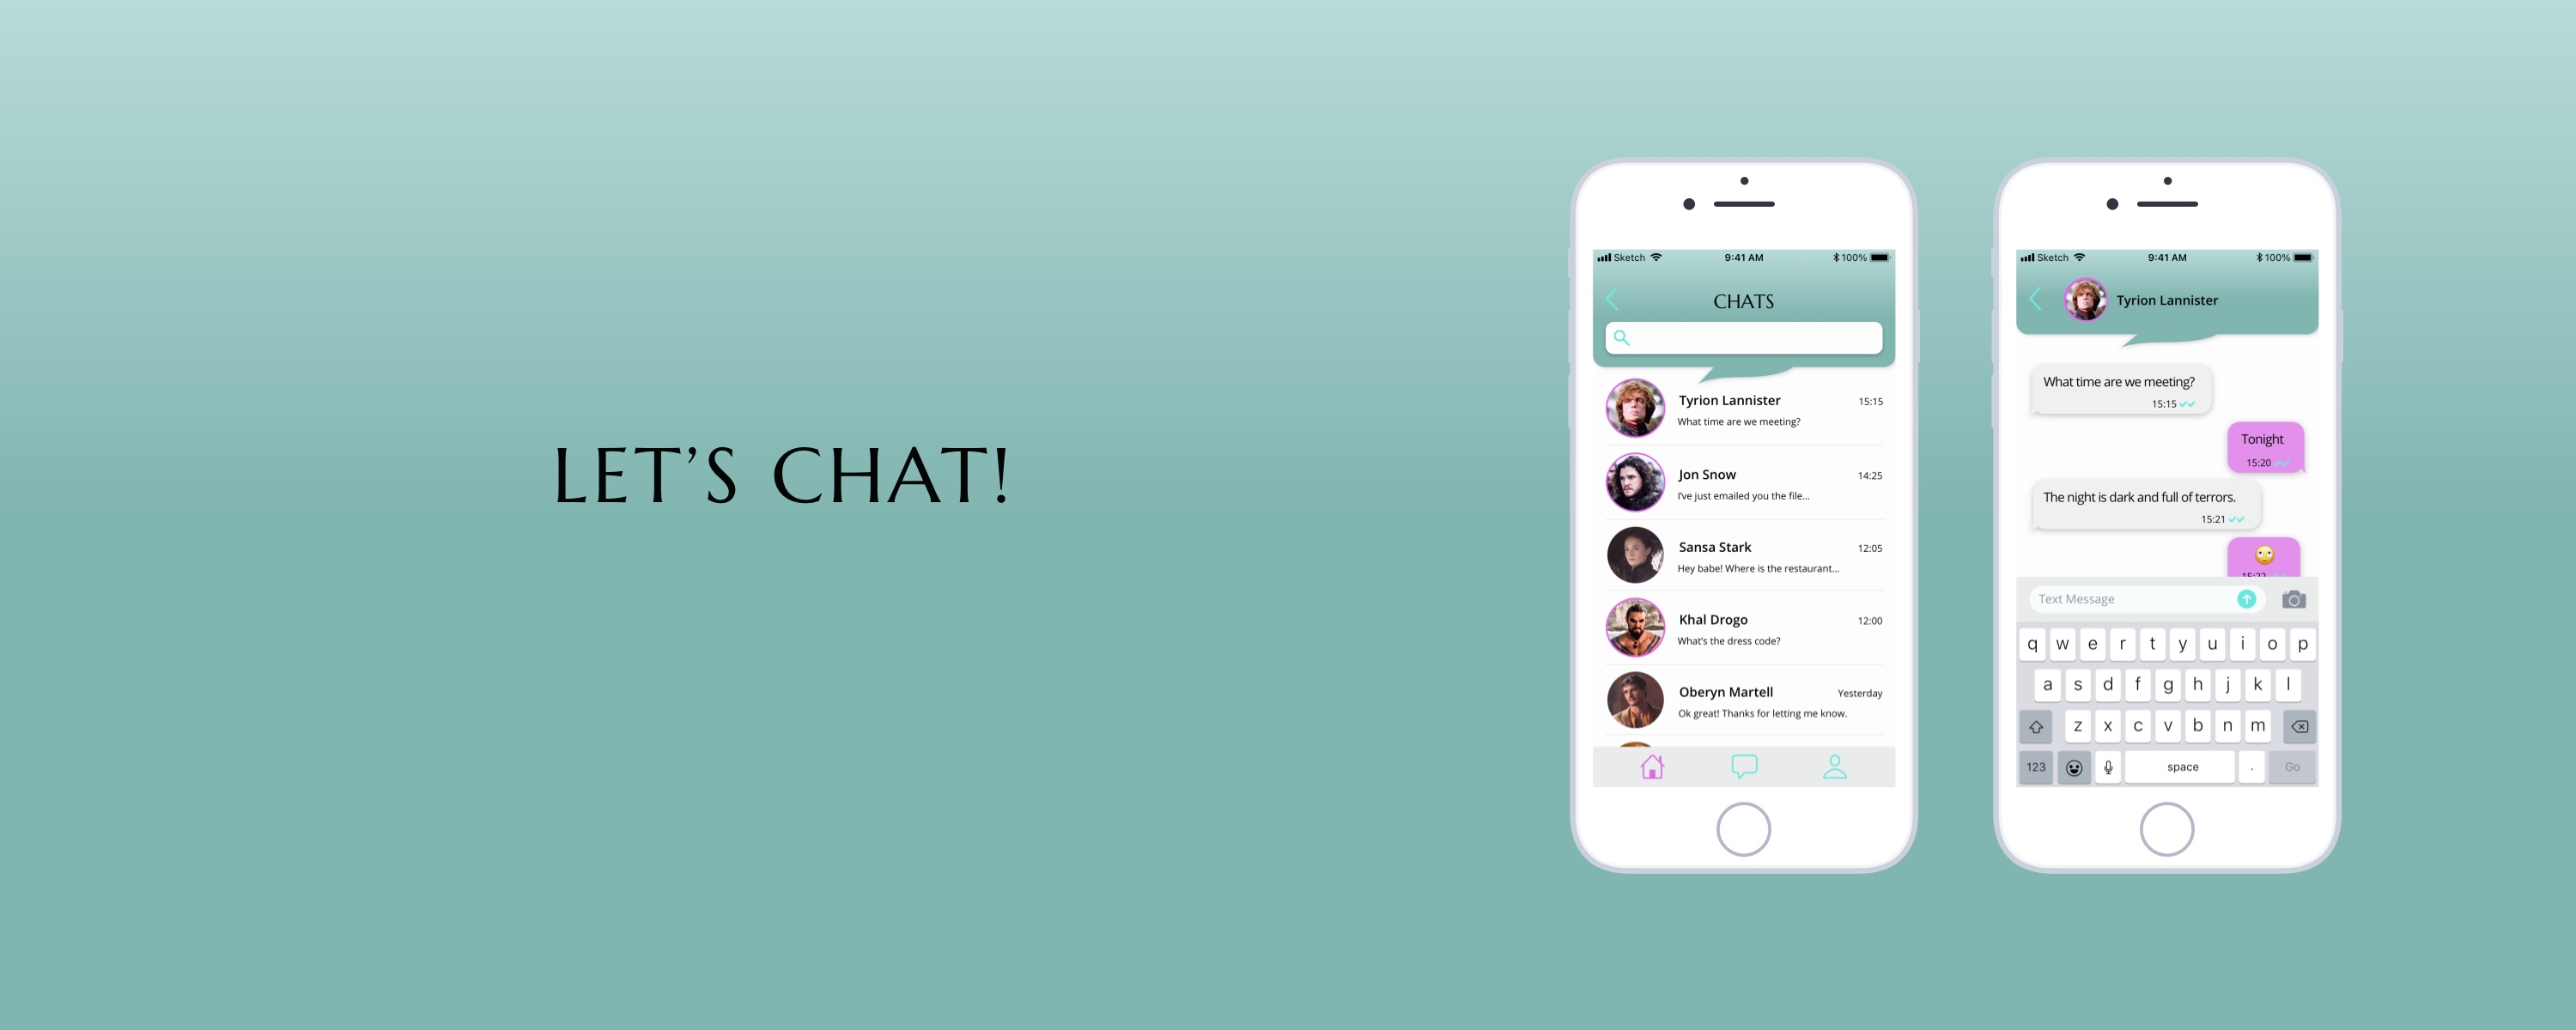 LET’S CHAT!
Sketch 9:41 AM 100%
CHATS
Tyrion Lannister 15:15
What time are we meeting?
Jon Snow 14:25
I’ve just emailed you the file...
Sansa Stark 12:05
Hey babe! Where is the restaurant...
Khal Drogo 12:00
What’s the dress code?
Oberyn Martell Yesterday
Ok great! Thanks for letting me know.
Sketch 9:41 AM 100%
Tyrion Lannister
What time are we meeting?
15:15
Tonight
15:20
The night is dark and full of terrors.
15:21
Text Message
q w e r t y u i o p
a s d f g h j k l
z x c v b n m
123 space . Go